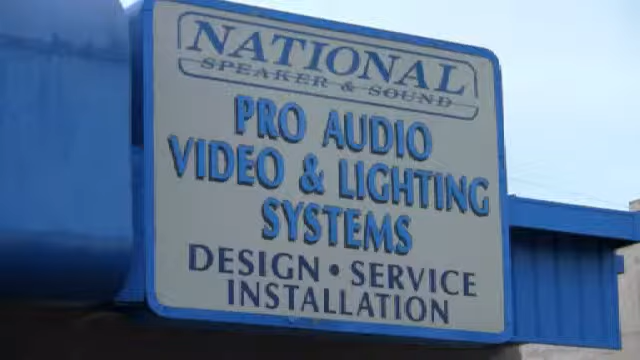 NATIONAL
SPEAKER & SOUND
PRO AUDIO
VIDEO & LIGHTING
SYSTEMS
DESIGN • SERVICE
INSTALLATION